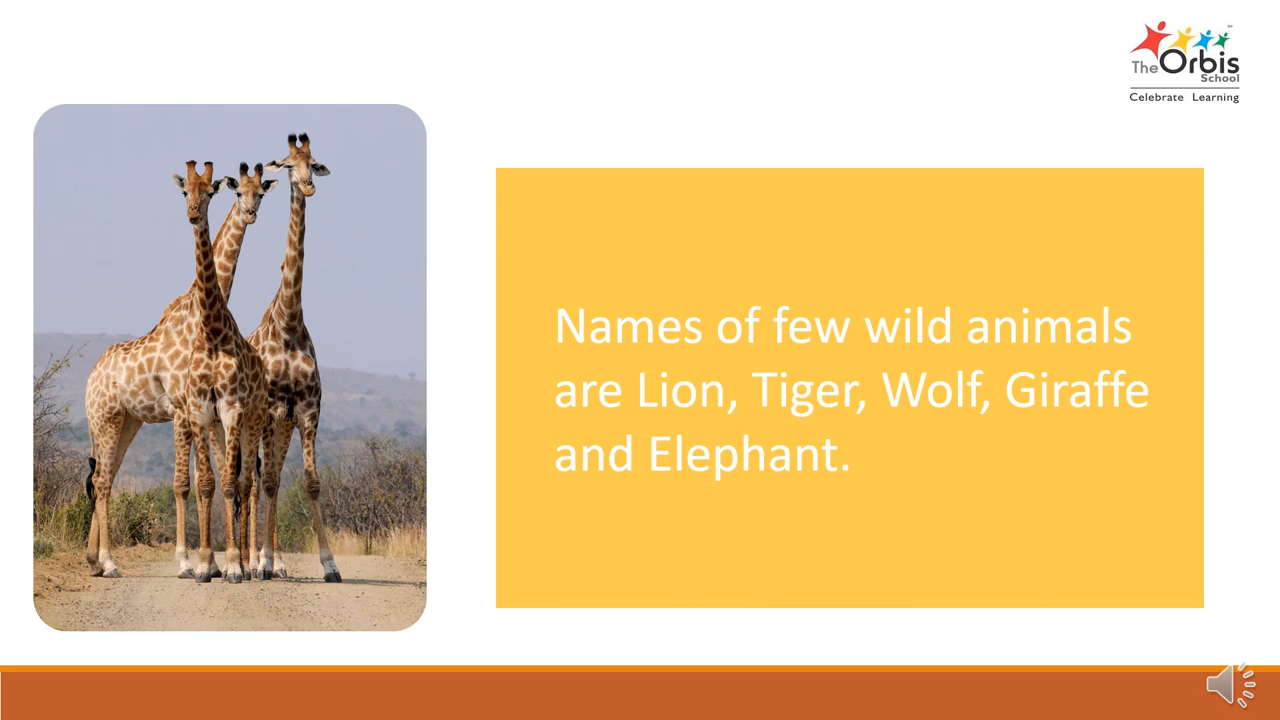 The Orbis
School
Celebrate Learning
Names of few wild animals
are Lion, Tiger, Wolf, Giraffe
and Elephant.